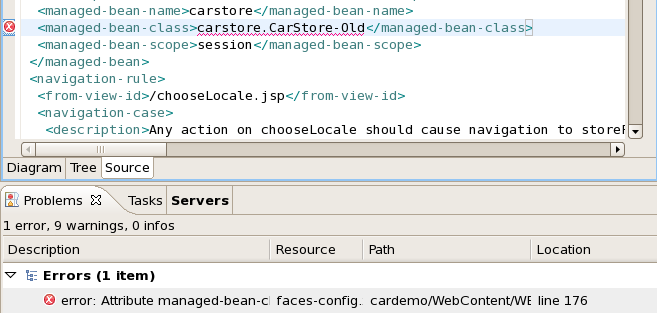 <managed-bean-name>carstore</managed-bean-name>
<managed-bean-class>carstore.CarStore-Old</managed-bean-class>
<managed-bean-scope>session</managed-bean-scope>
</managed-bean>
<navigation-rule>
<from-view-id>/chooseLocale.jsp</from-view-id>
<navigation-case>
<description>Any action on chooseLocale should cause navigation to storeF
Diagram Tree Source
Problems Tasks Servers
1 error, 9 warnings, 0 infos
Description Resource Path Location
Errors (1 item)
error: Attribute managed-bean-cl faces-config. cardemo/WebContent/WE line 176